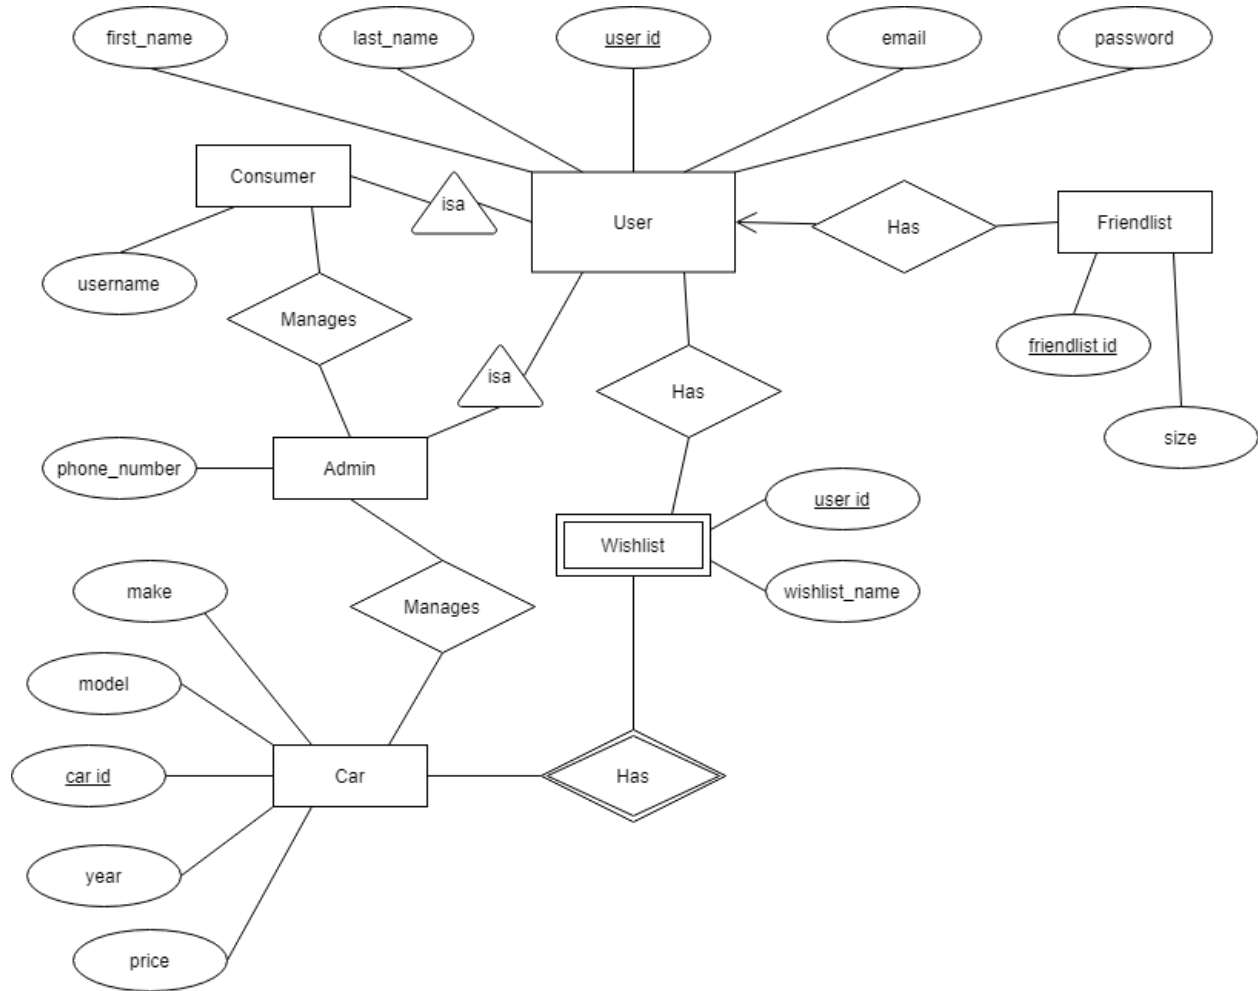 first_name
last_name
user id
email
password
Consumer
isa
User
Has
Friendlist
username
Manages
friendlist id
isa
Has
size
phone_number
Admin
user id
Wishlist
wishlist_name
make
Manages
model
car id
Car
Has
year
price